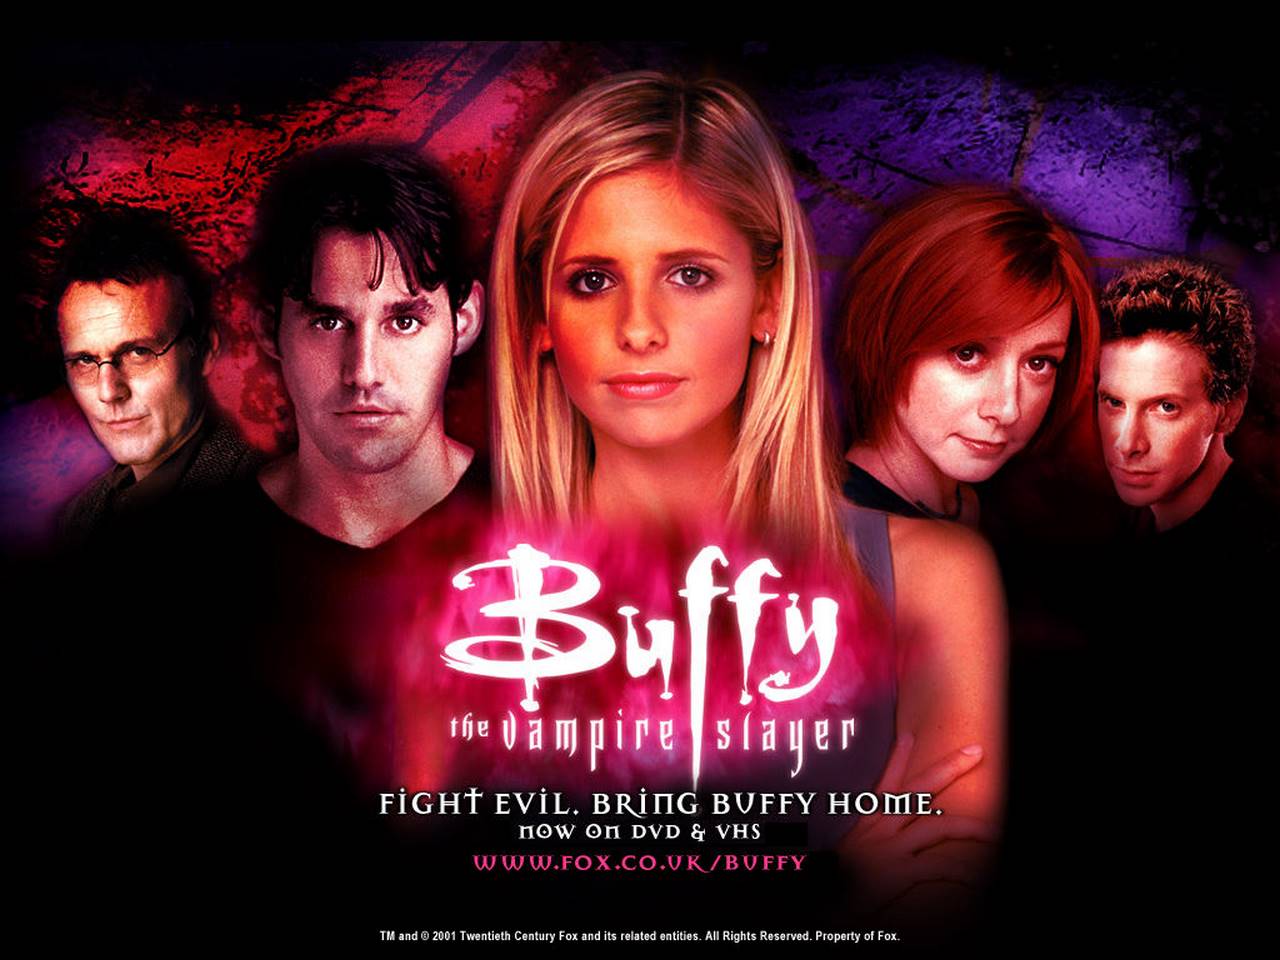 Buffy
the vampire slayer
FIGHT EVIL. BRING BUFFY HOME.
NOW ON DVD & VHS
WWW.FOX.CO.UK/BUFFY
TM and © 2001 Twentieth Century Fox and its related entities. All Rights Reserved. Property of Fox.